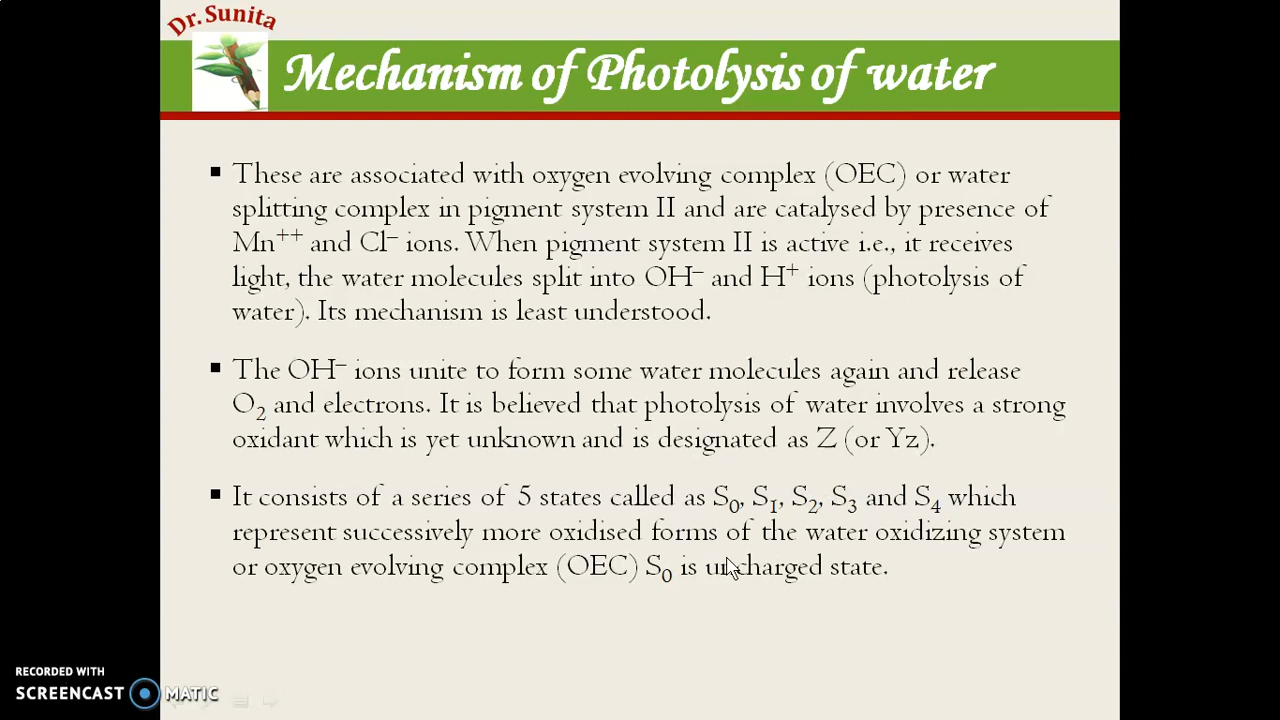 Dr. Sunita
Mechanism of Photolysis of water
▪ These are associated with oxygen evolving complex (OEC) or water
splitting complex in pigment system II and are catalysed by presence of
Mn⁺⁺ and Cl⁻ ions. When pigment system II is active i.e., it receives
light, the water molecules split into OH⁻ and H⁺ ions (photolysis of
water). Its mechanism is least understood.
▪ The OH⁻ ions unite to form some water molecules again and release
O₂ and electrons. It is believed that photolysis of water involves a strong
oxidant which is yet unknown and is designated as Z (or Yz).
▪ It consists of a series of 5 states called as S₀, S₁, S₂, S₃ and S₄ which
represent successively more oxidised forms of the water oxidizing system
or oxygen evolving complex (OEC) S₀ is uncharged state.
RECORDED WITH
SCREENCAST MATIC